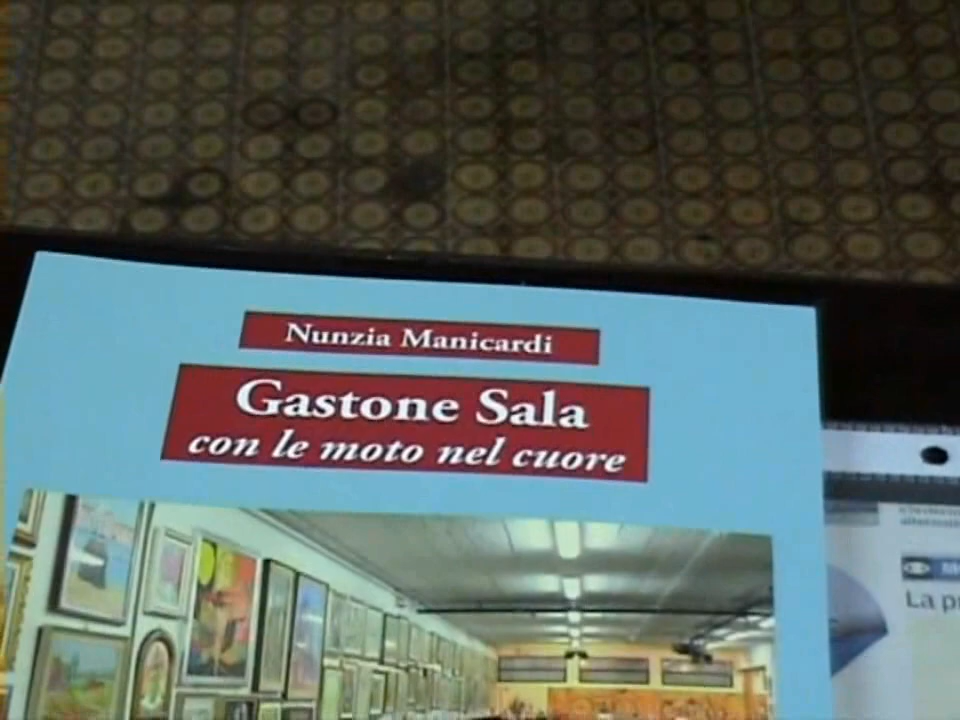 Nunzia Manicardi
Gastone Sala
con le moto nel cuore
La